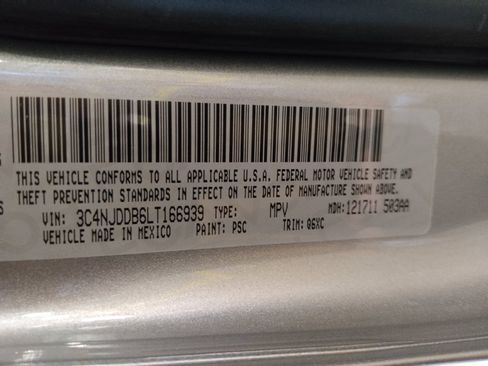 THIS VEHICLE CONFORMS TO ALL APPLICABLE U.S.A. FEDERAL MOTOR VEHICLE SAFETY AND
THEFT PREVENTION STANDARDS IN EFFECT ON THE DATE OF MANUFACTURE SHOWN ABOVE.
VIN: 3C4NJDDB6LT166939 TYPE: MPV MDH: 121711 503AA
VEHICLE MADE IN MEXICO PAINT: PSC TRIM: Q6XC